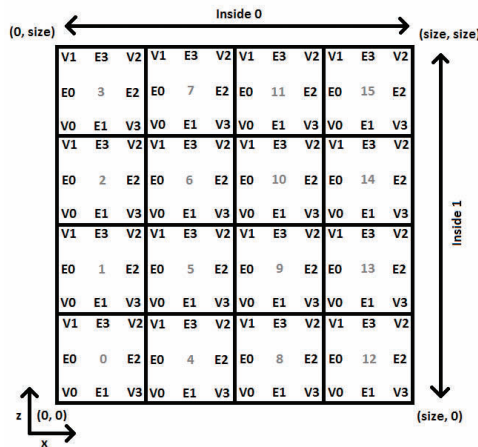 Inside 0
(0, size) (size, size)
V1 E3 V2 V1 E3 V2 V1 E3 V2 V1 E3 V2
E0 3 E2 E0 7 E2 E0 11 E2 E0 15 E2
V0 E1 V3 V0 E1 V3 V0 E1 V3 V0 E1 V3
V1 E3 V2 V1 E3 V2 V1 E3 V2 V1 E3 V2
E0 2 E2 E0 6 E2 E0 10 E2 E0 14 E2
V0 E1 V3 V0 E1 V3 V0 E1 V3 V0 E1 V3
Inside 1
V1 E3 V2 V1 E3 V2 V1 E3 V2 V1 E3 V2
E0 1 E2 E0 5 E2 E0 9 E2 E0 13 E2
V0 E1 V3 V0 E1 V3 V0 E1 V3 V0 E1 V3
V1 E3 V2 V1 E3 V2 V1 E3 V2 V1 E3 V2
E0 0 E2 E0 4 E2 E0 8 E2 E0 12 E2
V0 E1 V3 V0 E1 V3 V0 E1 V3 V0 E1 V3
z (0, 0) (size, 0)
x